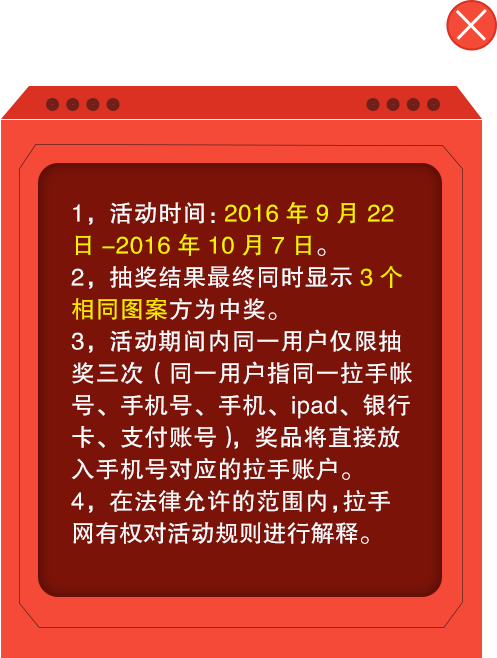 1，活动时间: 2016 年 9 月 22
日 –2016 年 10 月 7 日。
2，抽奖结果最终同时显示 3 个
相同图案方为中奖。
3，活动期间内同一用户仅限抽
奖三次（同一用户指同一拉手帐
号、手机号、手机、ipad、银行
卡、支付账号），奖品将直接放
入手机号对应的拉手账户。
4，在法律允许的范围内，拉手
网有权对活动规则进行解释。